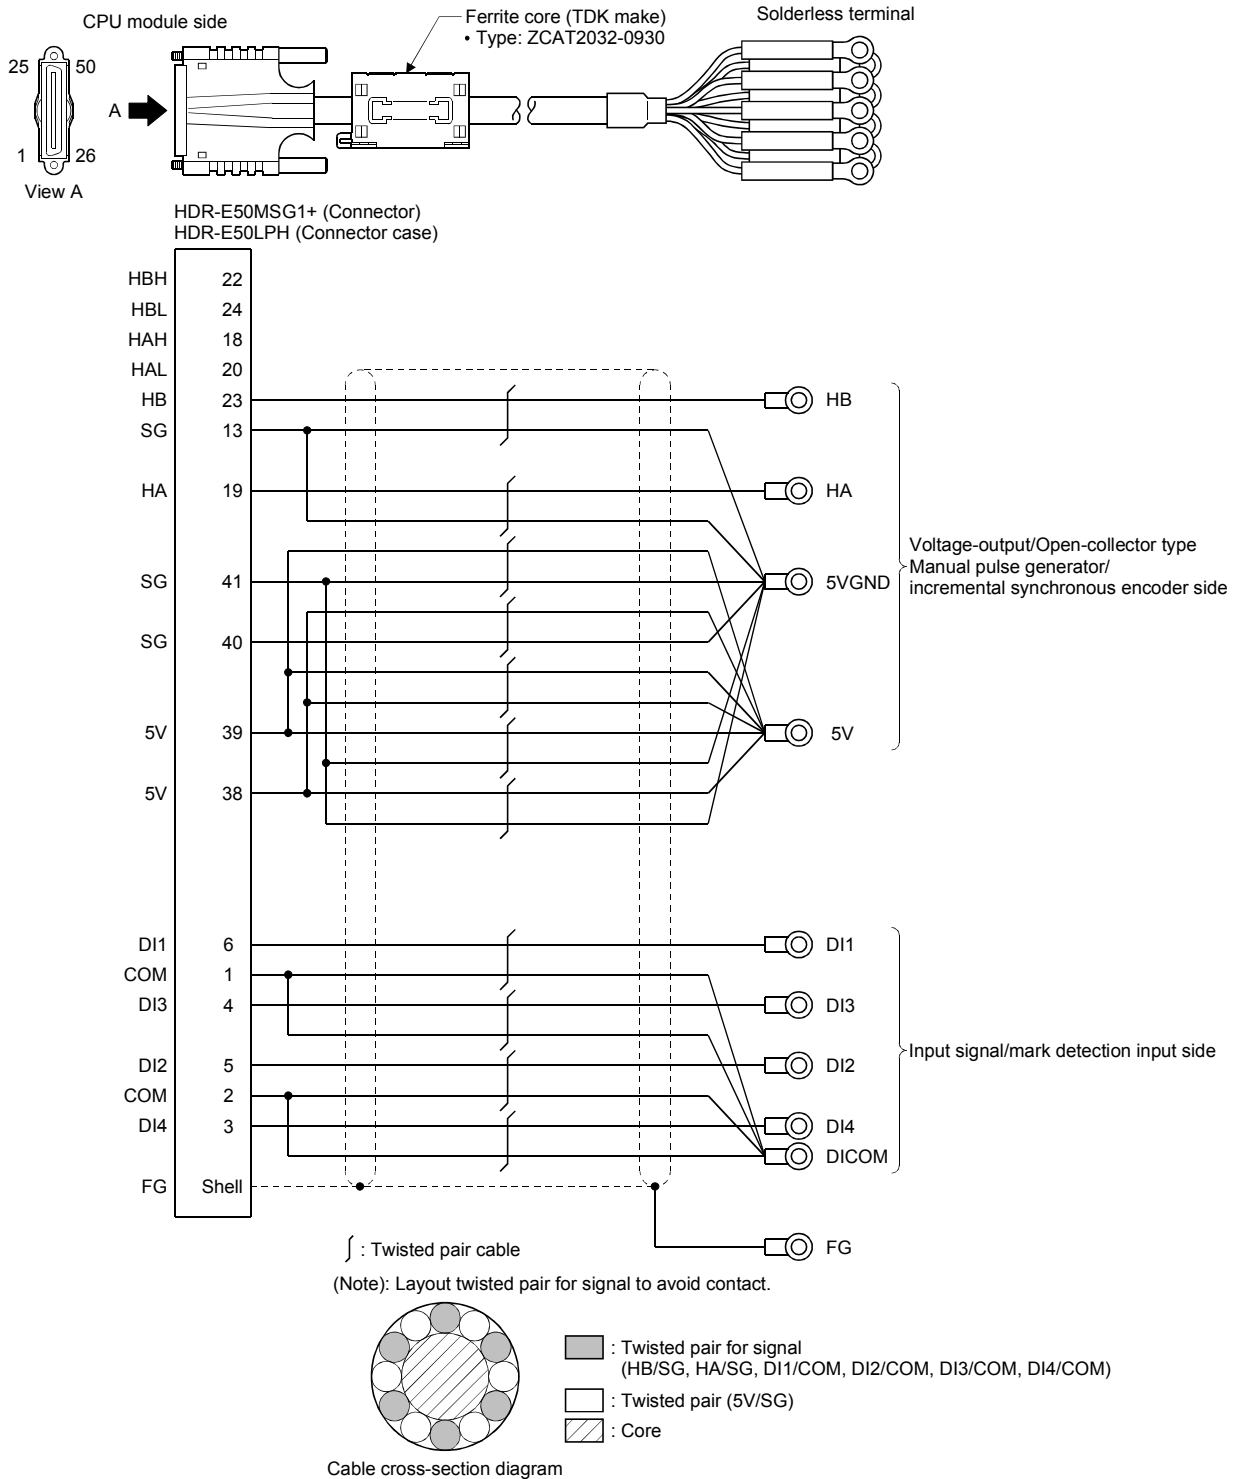 CPU module side
Ferrite core (TDK make)
• Type: ZCAT2032-0930
Solderless terminal
25
50
A
1
26
View A
HDR-E50MSG1+ (Connector)
HDR-E50LPH (Connector case)
HBH 22
HBL 24
HAH 18
HAL 20
HB 23 HB
SG 13
HA 19 HA
Voltage-output/Open-collector type
Manual pulse generator/
incremental synchronous encoder side
SG 41 5VGND
SG 40
5V 39 5V
5V 38
DI1 6 DI1
COM 1
DI3 4 DI3
Input signal/mark detection input side
DI2 5 DI2
COM 2
DI4 3 DI4
DICOM
FG Shell
FG
: Twisted pair cable
(Note): Layout twisted pair for signal to avoid contact.
: Twisted pair for signal
(HB/SG, HA/SG, DI1/COM, DI2/COM, DI3/COM, DI4/COM)
: Twisted pair (5V/SG)
: Core
Cable cross-section diagram